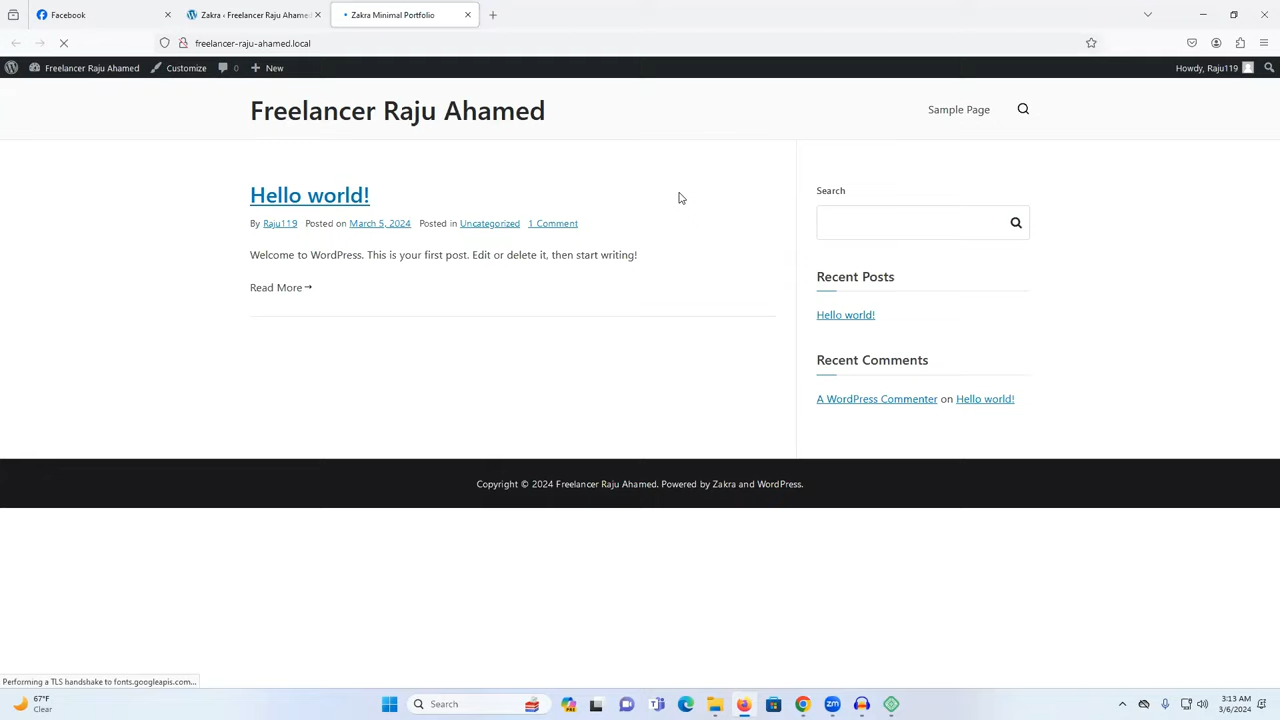 Facebook
Zakra ‹ Freelancer Raju Ahamed
Zakra Minimal Portfolio
freelancer-raju-ahamed.local
Freelancer Raju Ahamed
Customize
0
New
Howdy, Raju119
Freelancer Raju Ahamed
Sample Page
Hello world!
By Raju119 Posted on March 5, 2024 Posted in Uncategorized 1 Comment
Welcome to WordPress. This is your first post. Edit or delete it, then start writing!
Read More
Search
Recent Posts
Hello world!
Recent Comments
A WordPress Commenter on Hello world!
Copyright © 2024 Freelancer Raju Ahamed. Powered by Zakra and WordPress.
Performing a TLS handshake to fonts.googleapis.com...
67°F
Clear
Search
3:13 AM
3/6/2024